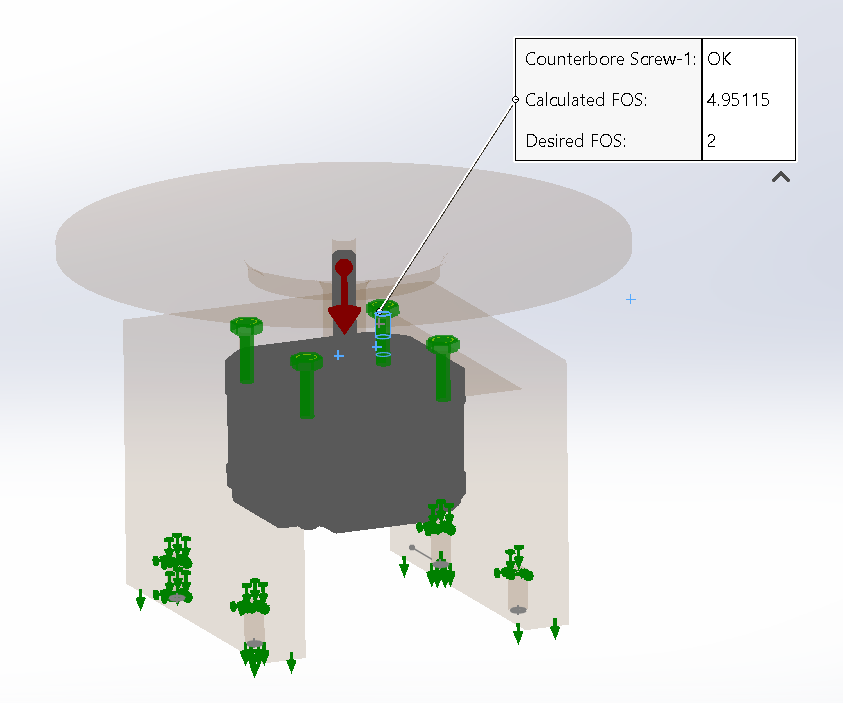 Counterbore Screw-1: OK
Calculated FOS: 4.95115
Desired FOS: 2